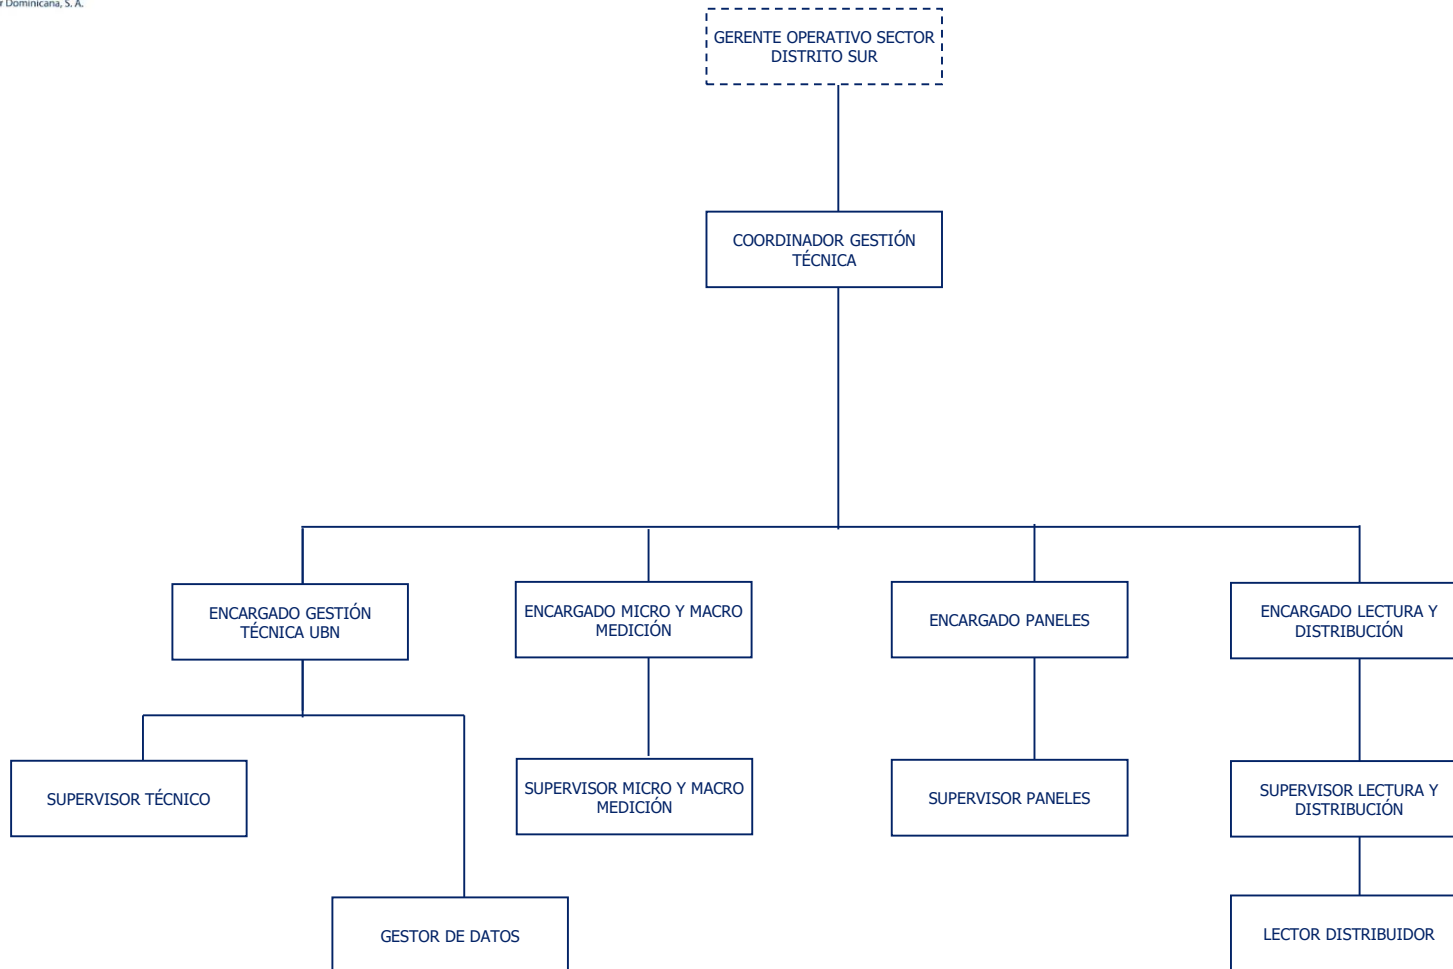 r Dominicana, S. A.
GERENTE OPERATIVO SECTOR
DISTRITO SUR
COORDINADOR GESTIÓN
TÉCNICA
ENCARGADO GESTIÓN
TÉCNICA UBN
ENCARGADO MICRO Y MACRO
MEDICIÓN
ENCARGADO PANELES
ENCARGADO LECTURA Y
DISTRIBUCIÓN
SUPERVISOR TÉCNICO
SUPERVISOR MICRO Y MACRO
MEDICIÓN
SUPERVISOR PANELES
SUPERVISOR LECTURA Y
DISTRIBUCIÓN
GESTOR DE DATOS
LECTOR DISTRIBUIDOR